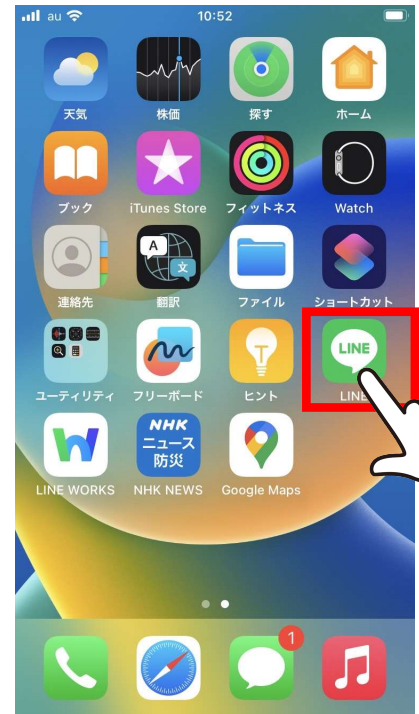 au 10:52
天気 株価 探す ホーム
ブック iTunes Store フィットネス Watch
A
文
連絡先 翻訳 ファイル ショートカット
LINE
ユーティリティ フリーボード ヒント LINE
NHK
ニュース
防災
LINE WORKS NHK NEWS Google Maps
1